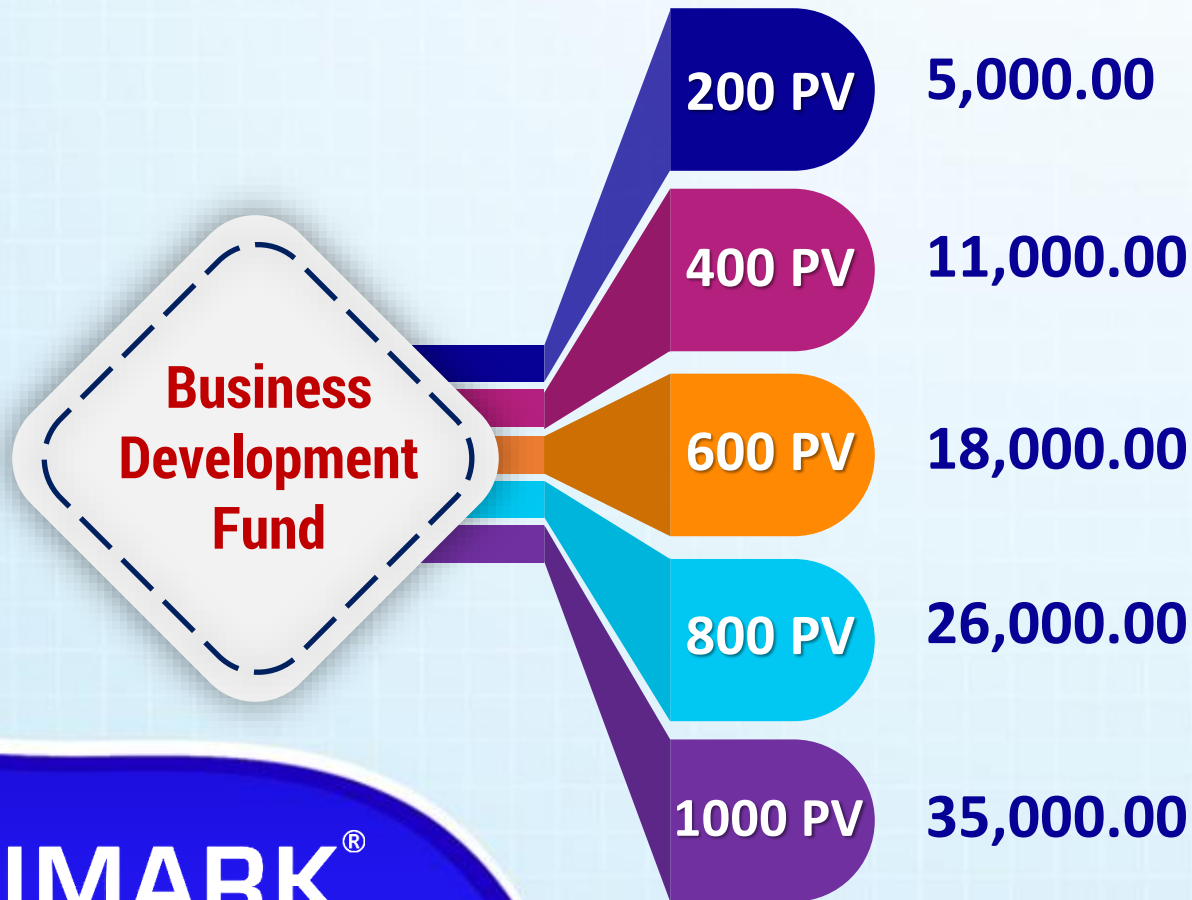 200 PV 5,000.00
400 PV 11,000.00
Business
Development
Fund
600 PV 18,000.00
800 PV 26,000.00
1000 PV 35,000.00
IMARK®